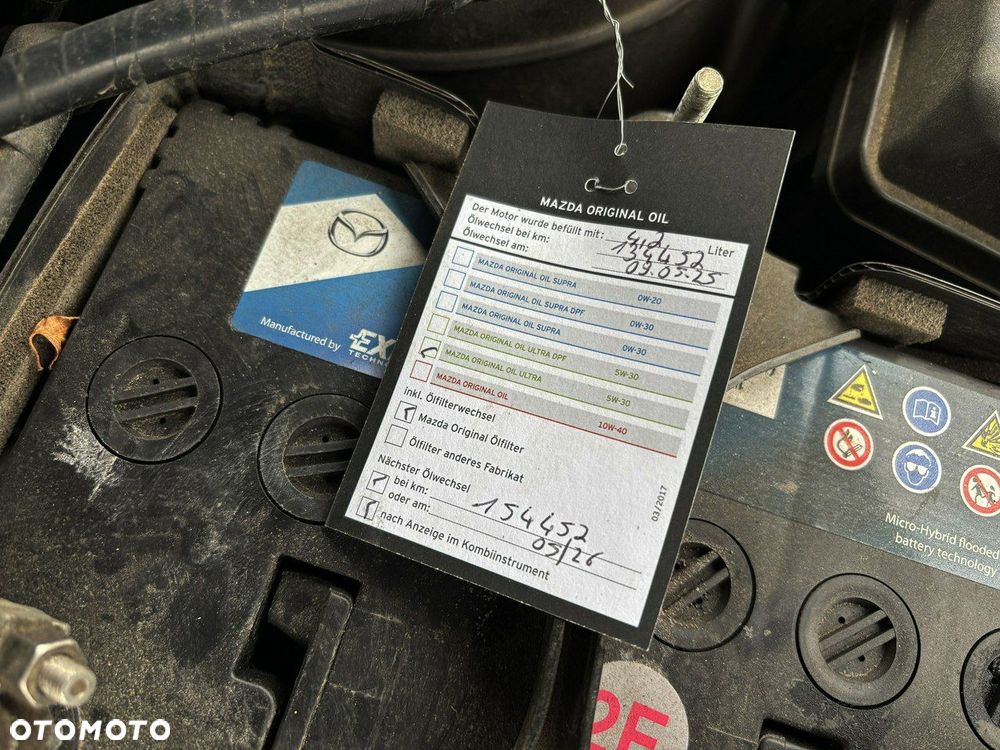 MAZDA ORIGINAL OIL
Der Motor wurde befüllt mit: 4,2 Liter
Ölwechsel bei km: 134452
Ölwechsel am: 09.05.25
MAZDA ORIGINAL OIL SUPRA 0W-20
MAZDA ORIGINAL OIL SUPRA DPF 0W-30
MAZDA ORIGINAL OIL SUPRA 0W-30
MAZDA ORIGINAL OIL ULTRA DPF 5W-30
MAZDA ORIGINAL OIL ULTRA 5W-30
MAZDA ORIGINAL OIL 10W-40
inkl. Ölfilterwechsel
Mazda Original Ölfilter
Ölfilter anderes Fabrikat
Nächster Ölwechsel
bei km: 154452
oder am: 05/26
nach Anzeige im Kombiinstrument
03/2017
Manufactured by EX
TECHN
Micro-Hybrid flooded
battery technology
2E
OTOMOTO